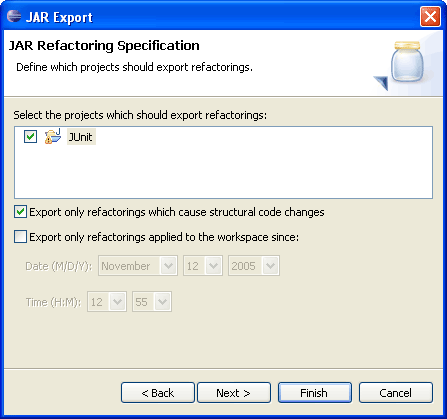 JAR Export
JAR Refactoring Specification
Define which projects should export refactorings.
Select the projects which should export refactorings:
JUnit
Export only refactorings which cause structural code changes
Export only refactorings applied to the workspace since:
Date (M/D/Y): November 12 2005
Time (H:M): 12 55
< Back Next > Finish Cancel